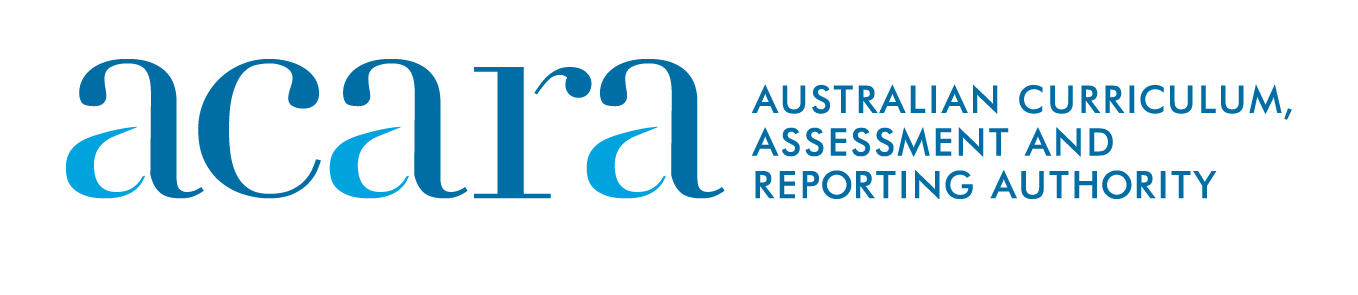 acara
AUSTRALIAN CURRICULUM,
ASSESSMENT AND
REPORTING AUTHORITY